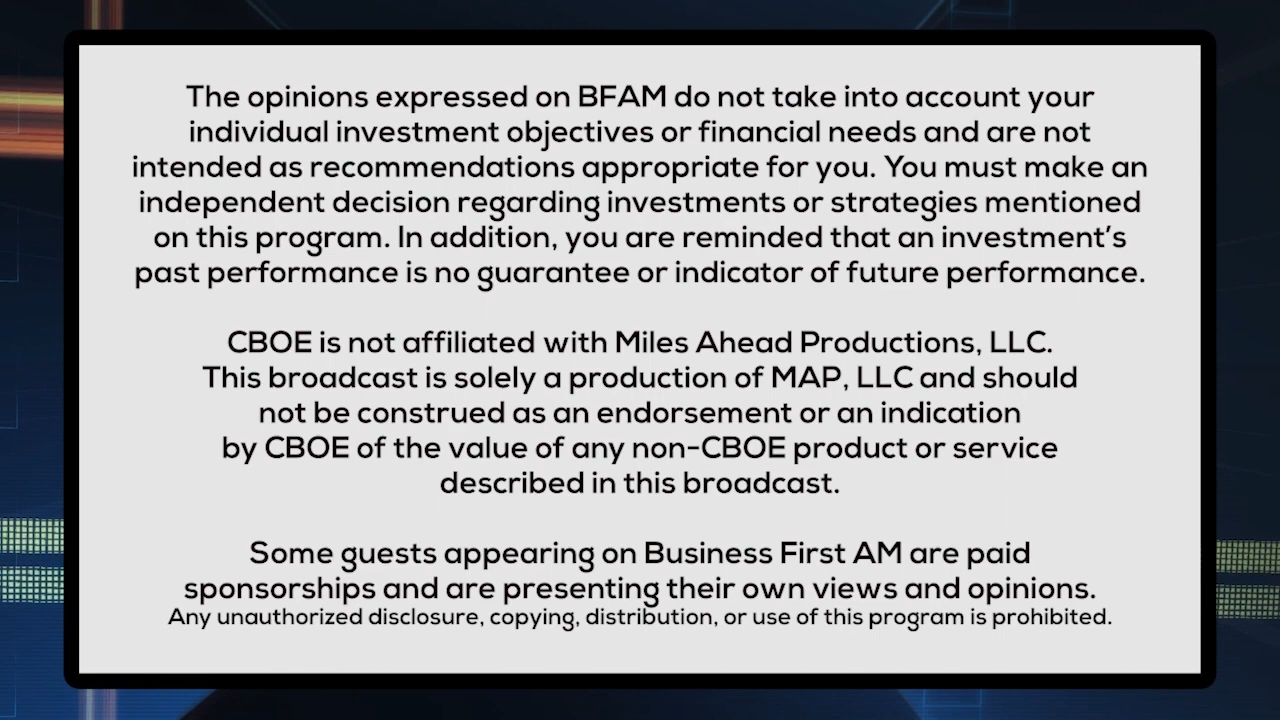 The opinions expressed on BFAM do not take into account your
individual investment objectives or financial needs and are not
intended as recommendations appropriate for you. You must make an
independent decision regarding investments or strategies mentioned
on this program. In addition, you are reminded that an investment's
past performance is no guarantee or indicator of future performance.
CBOE is not affiliated with Miles Ahead Productions, LLC.
This broadcast is solely a production of MAP, LLC and should
not be construed as an endorsement or an indication
by CBOE of the value of any non-CBOE product or service
described in this broadcast.
Some guests appearing on Business First AM are paid
sponsorships and are presenting their own views and opinions.
Any unauthorized disclosure, copying, distribution, or use of this program is prohibited.